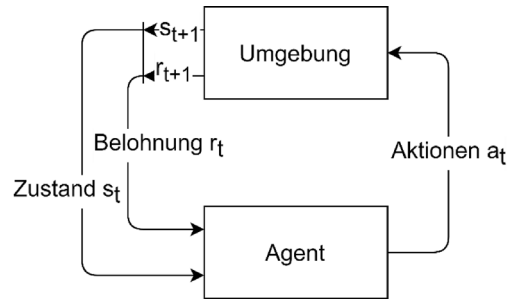 s_{t+1}
Umgebung
r_{t+1}
Belohnung r_t
Aktionen a_t
Zustand s_t
Agent